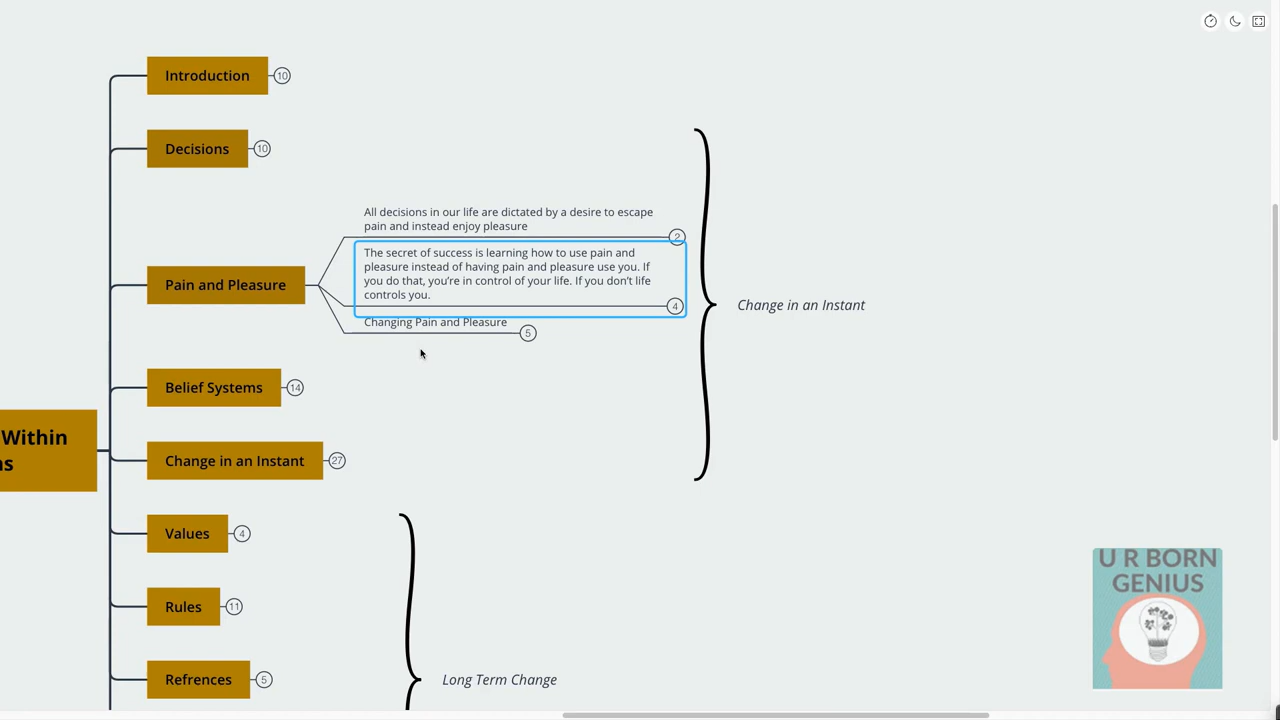 Introduction
10
Decisions
10
All decisions in our life are dictated by a desire to escape
pain and instead enjoy pleasure
2
The secret of success is learning how to use pain and
pleasure instead of having pain and pleasure use you. If
you do that, you're in control of your life. If you don't life
controls you.
4
Pain and Pleasure
Changing Pain and Pleasure
5
Change in an Instant
Belief Systems
14
Within
s
Change in an Instant
27
Values
4
Rules
11
Refrences
5
Long Term Change
U R BORN
GENIUS